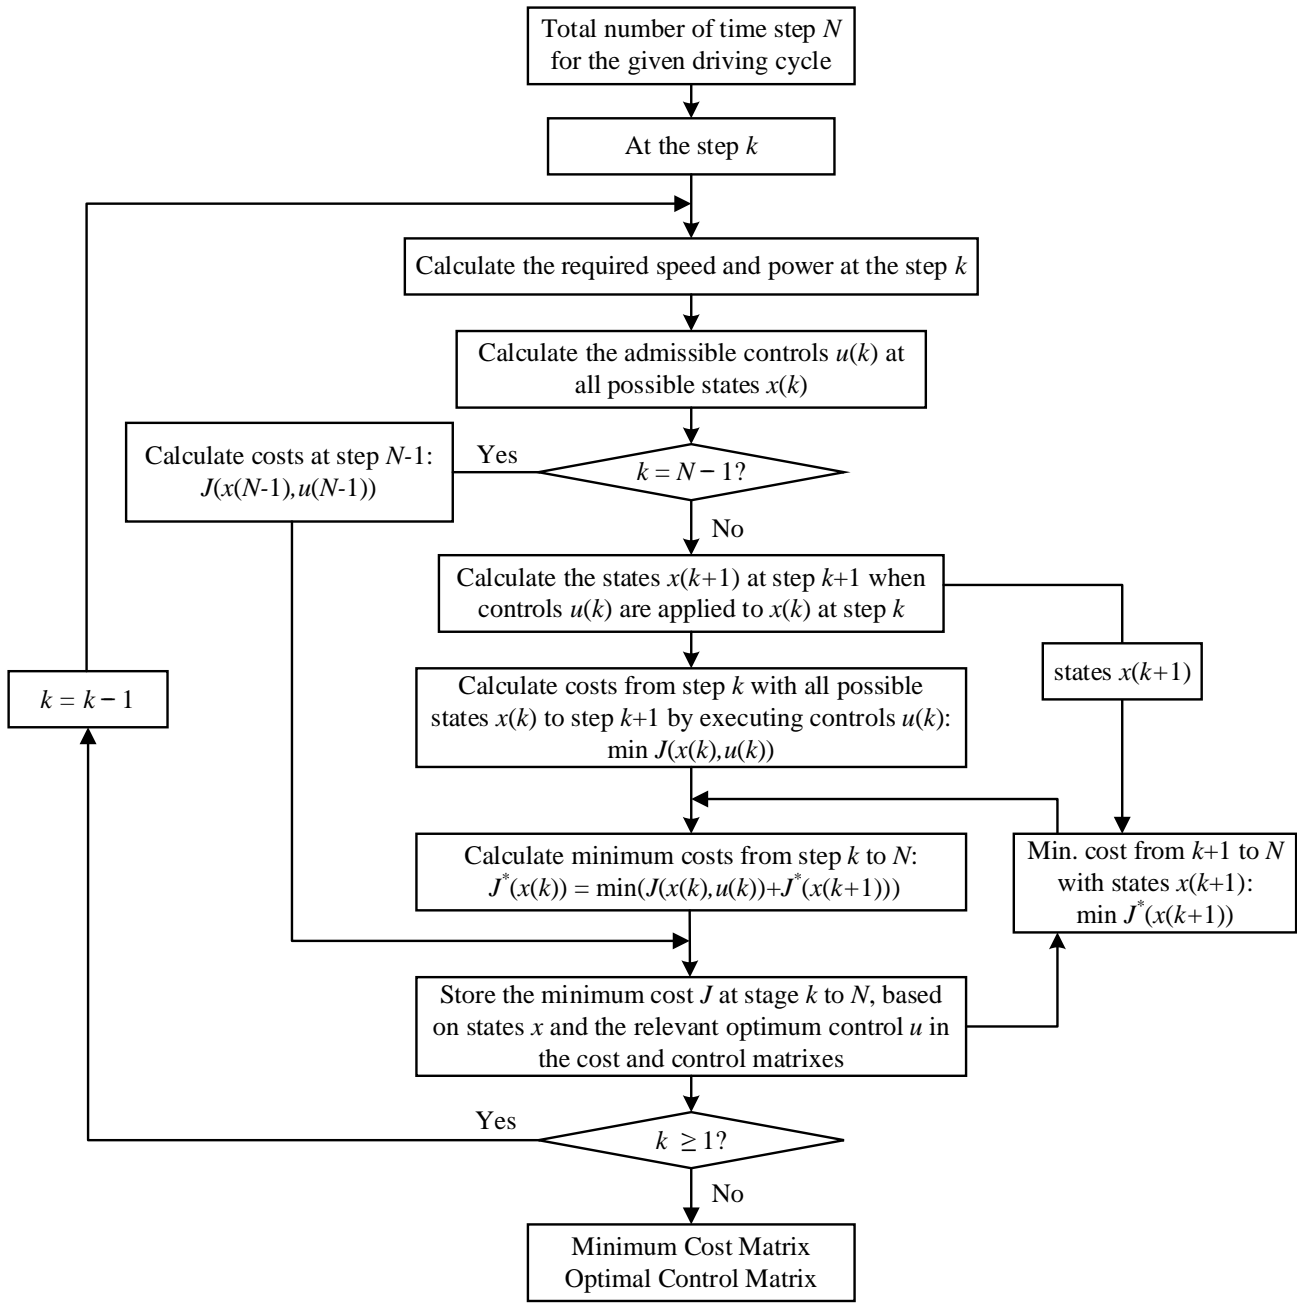 Total number of time step N
for the given driving cycle
At the step k
Calculate the required speed and power at the step k
Calculate the admissible controls u(k) at
all possible states x(k)
Calculate costs at step N-1:
J(x(N-1),u(N-1))
Yes
k = N − 1?
No
Calculate the states x(k+1) at step k+1 when
controls u(k) are applied to x(k) at step k
states x(k+1)
k = k − 1
Calculate costs from step k with all possible
states x(k) to step k+1 by executing controls u(k):
min J(x(k),u(k))
Calculate minimum costs from step k to N:
J*(x(k)) = min(J(x(k),u(k))+J*(x(k+1)))
Min. cost from k+1 to N
with states x(k+1):
min J*(x(k+1))
Store the minimum cost J at stage k to N, based
on states x and the relevant optimum control u in
the cost and control matrixes
Yes
k ≥ 1?
No
Minimum Cost Matrix
Optimal Control Matrix